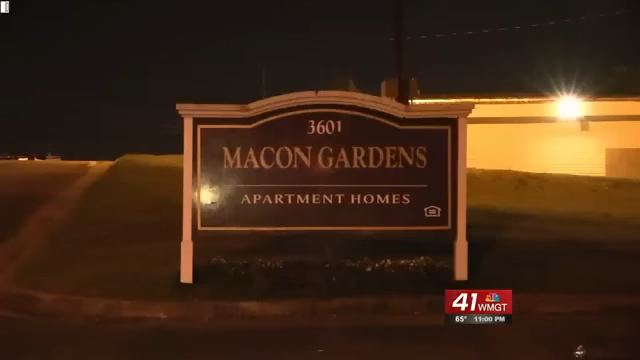 3601
MACON GARDENS
APARTMENT HOMES
41 WMGT
65° 11:00 PM